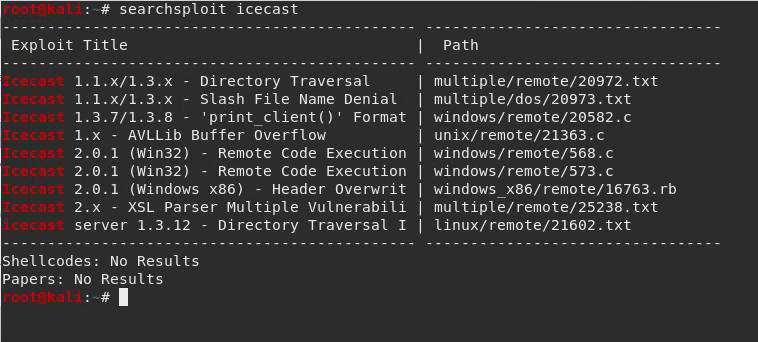 root@kali:~# searchsploit icecast
--------------------------------------------- ---------------------------------
 Exploit Title                                |  Path
--------------------------------------------- ---------------------------------
Icecast 1.1.x/1.3.x - Directory Traversal     | multiple/remote/20972.txt
Icecast 1.1.x/1.3.x - Slash File Name Denial  | multiple/dos/20973.txt
Icecast 1.3.7/1.3.8 - 'print_client()' Format | windows/remote/20582.c
Icecast 1.x - AVLLib Buffer Overflow          | unix/remote/21363.c
Icecast 2.0.1 (Win32) - Remote Code Execution | windows/remote/568.c
Icecast 2.0.1 (Win32) - Remote Code Execution | windows/remote/573.c
Icecast 2.0.1 (Windows x86) - Header Overwrit | windows_x86/remote/16763.rb
Icecast 2.x - XSL Parser Multiple Vulnerabili | multiple/remote/25238.txt
icecast server 1.3.12 - Directory Traversal I | linux/remote/21602.txt
--------------------------------------------- ---------------------------------
Shellcodes: No Results
Papers: No Results
root@kali:~#